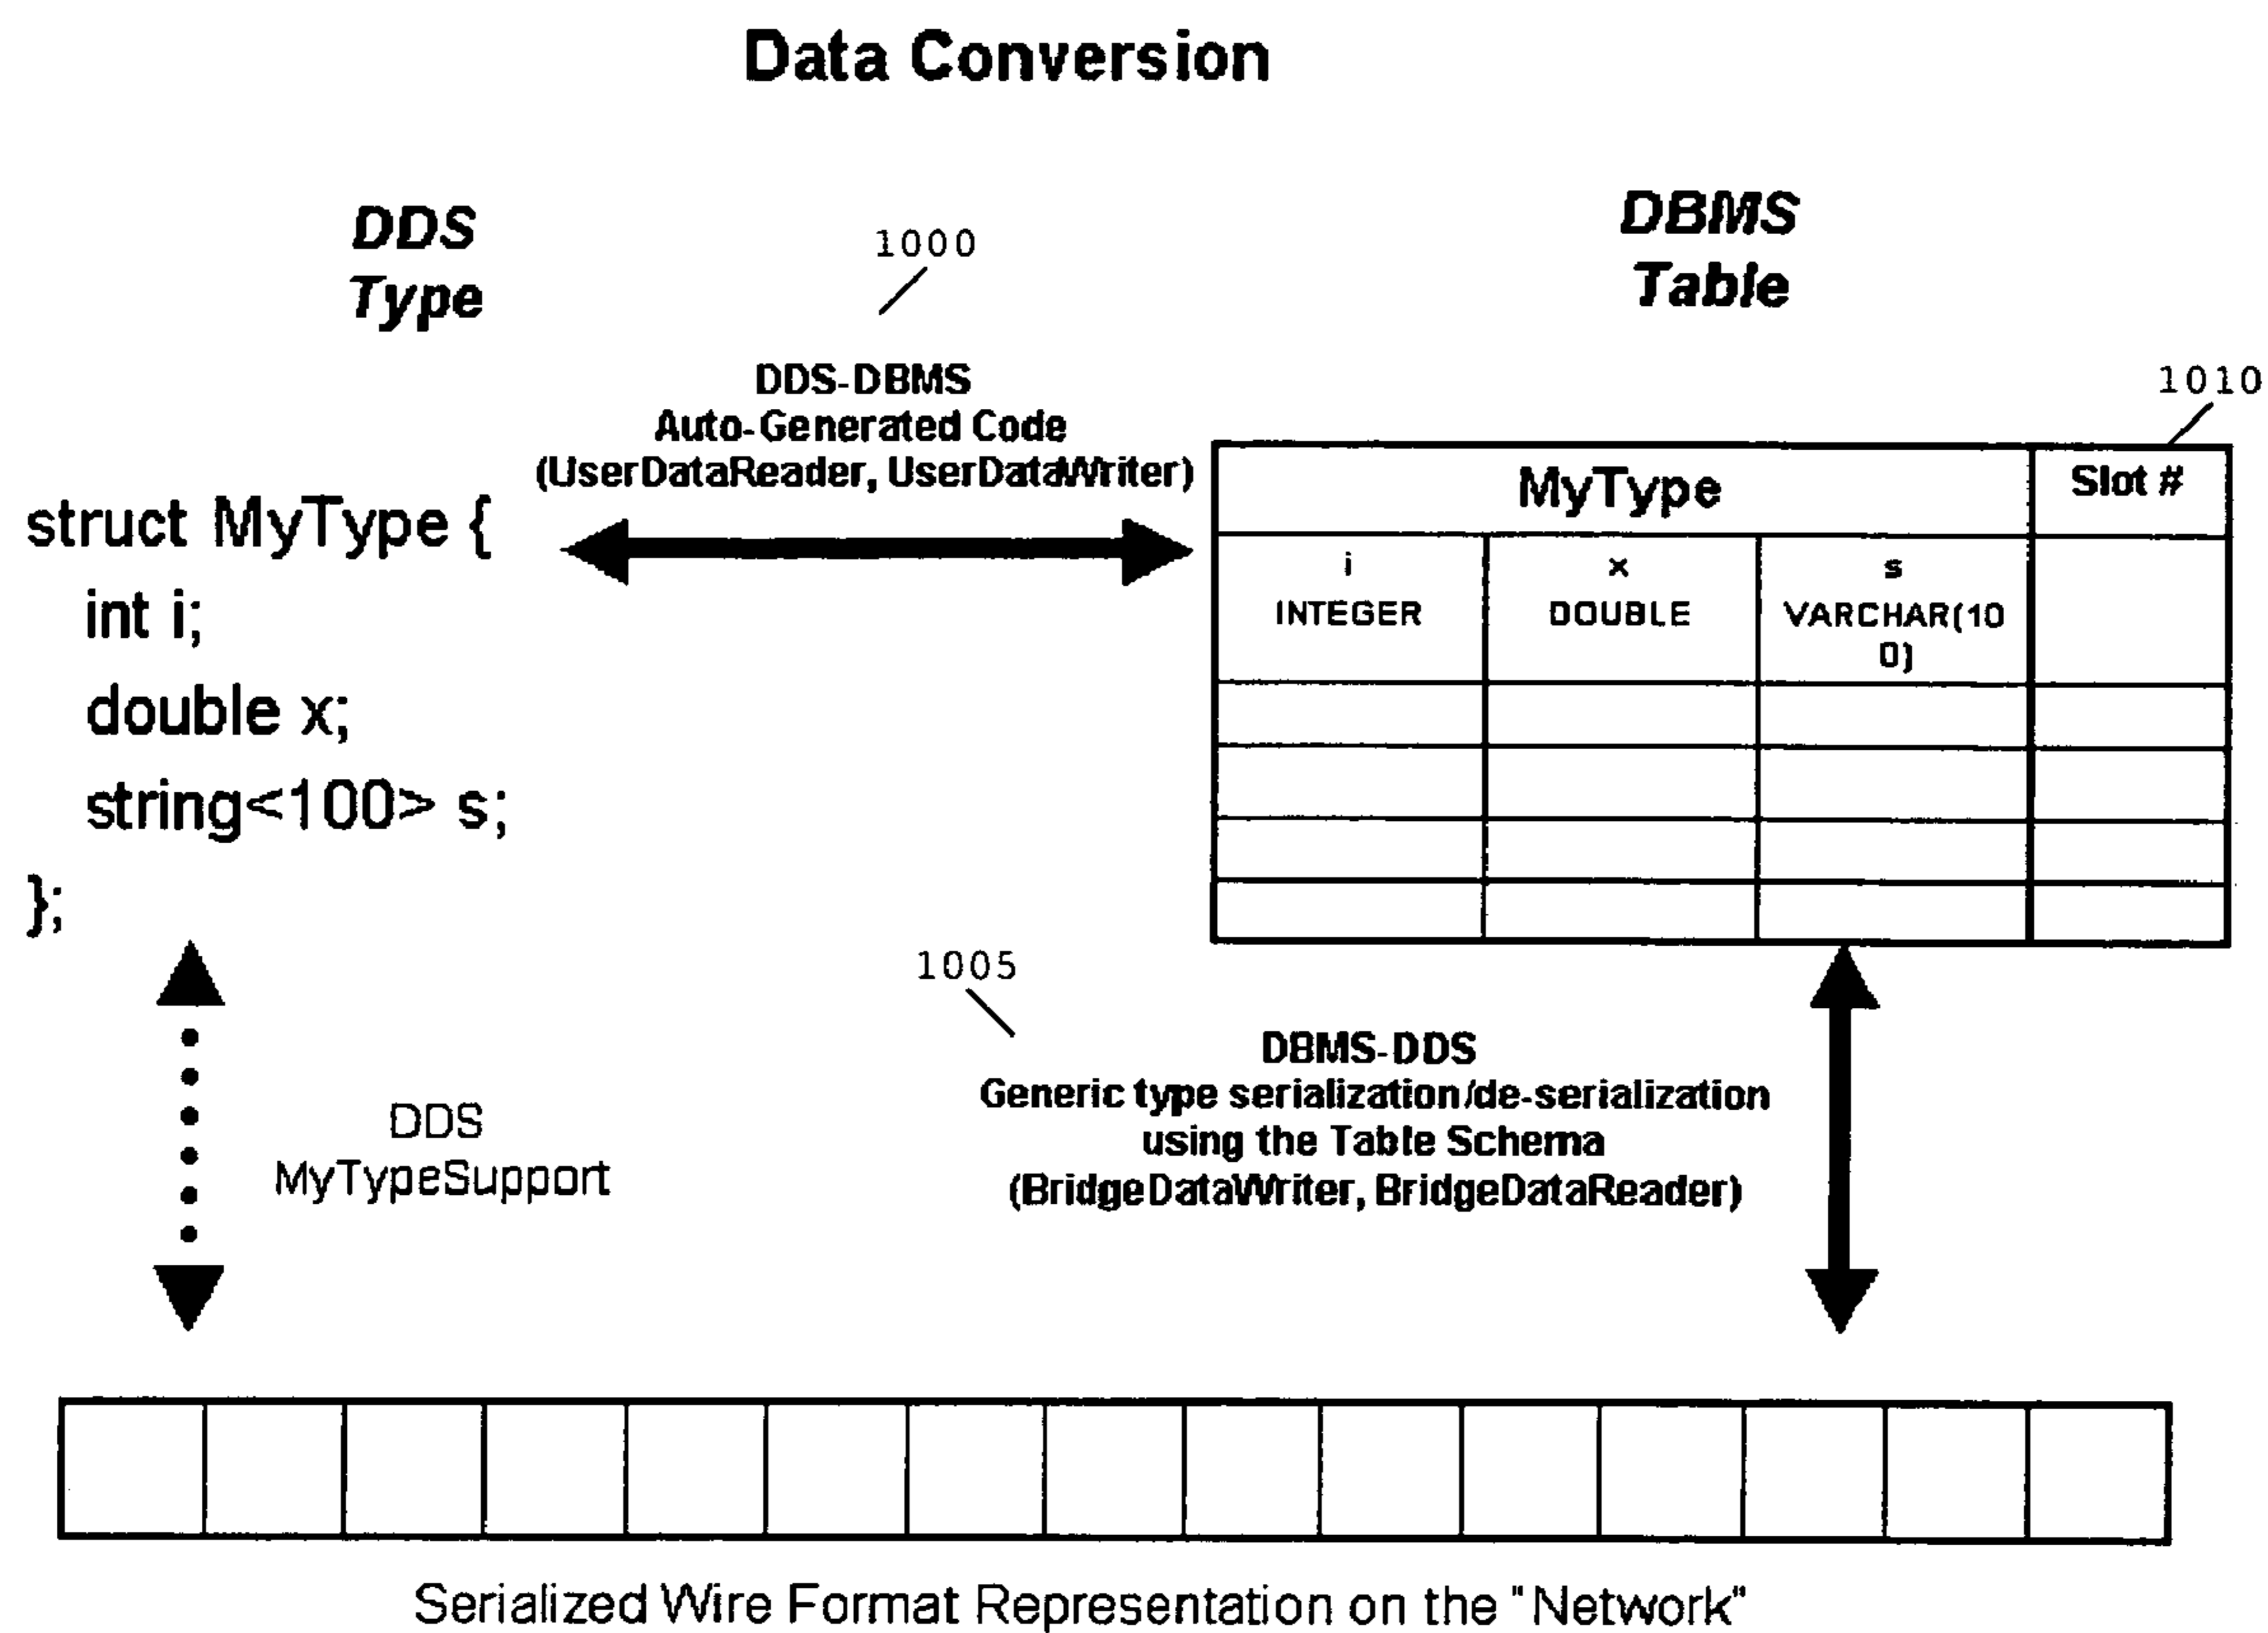 Data Conversion
DDS
Type
1000
DBMS
Table
DDS-DBMS
Auto-Generated Code
(UserDataReader, UserDataWriter)
1010
struct MyType {
int i;
double x;
string<100> s;
};
MyType
Slot #
i
INTEGER
x
DOUBLE
s
VARCHAR(10
0)
1005
DBMS-DDS
Generic type serialization/de-serialization
using the Table Schema
(BridgeDataWriter, BridgeDataReader)
DDS
MyTypeSupport
Serialized Wire Format Representation on the "Network"